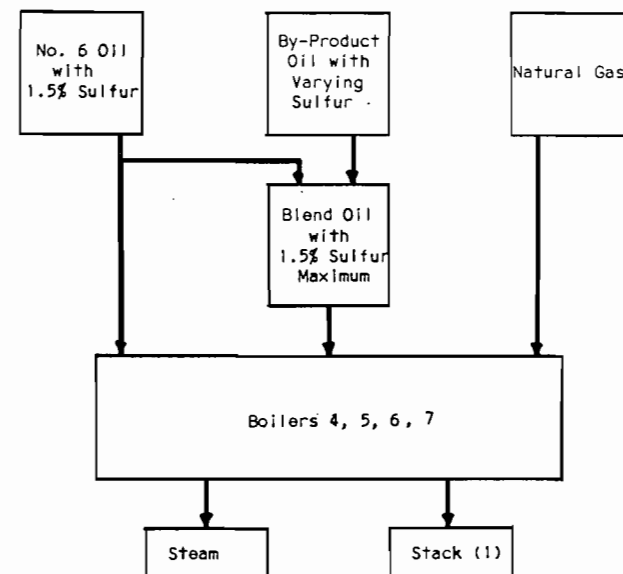 No. 6 Oil
with
1.5% Sulfur
By-Product
Oil with
Varying
Sulfur
Natural Gas
Blend Oil
with
1.5% Sulfur
Maximum
Boilers 4, 5, 6, 7
Steam
Stack (1)